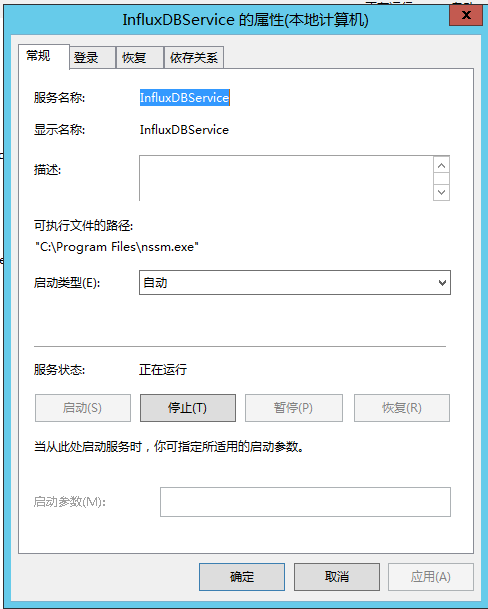 InfluxDBService 的属性(本地计算机)
常规 登录 恢复 依存关系
服务名称: InfluxDBService
显示名称: InfluxDBService
描述:
可执行文件的路径:
"C:\Program Files\nssm.exe"
启动类型(E): 自动
服务状态: 正在运行
启动(S) 停止(T) 暂停(P) 恢复(R)
当从此处启动服务时，你可指定所适用的启动参数。
启动参数(M):
确定 取消 应用(A)